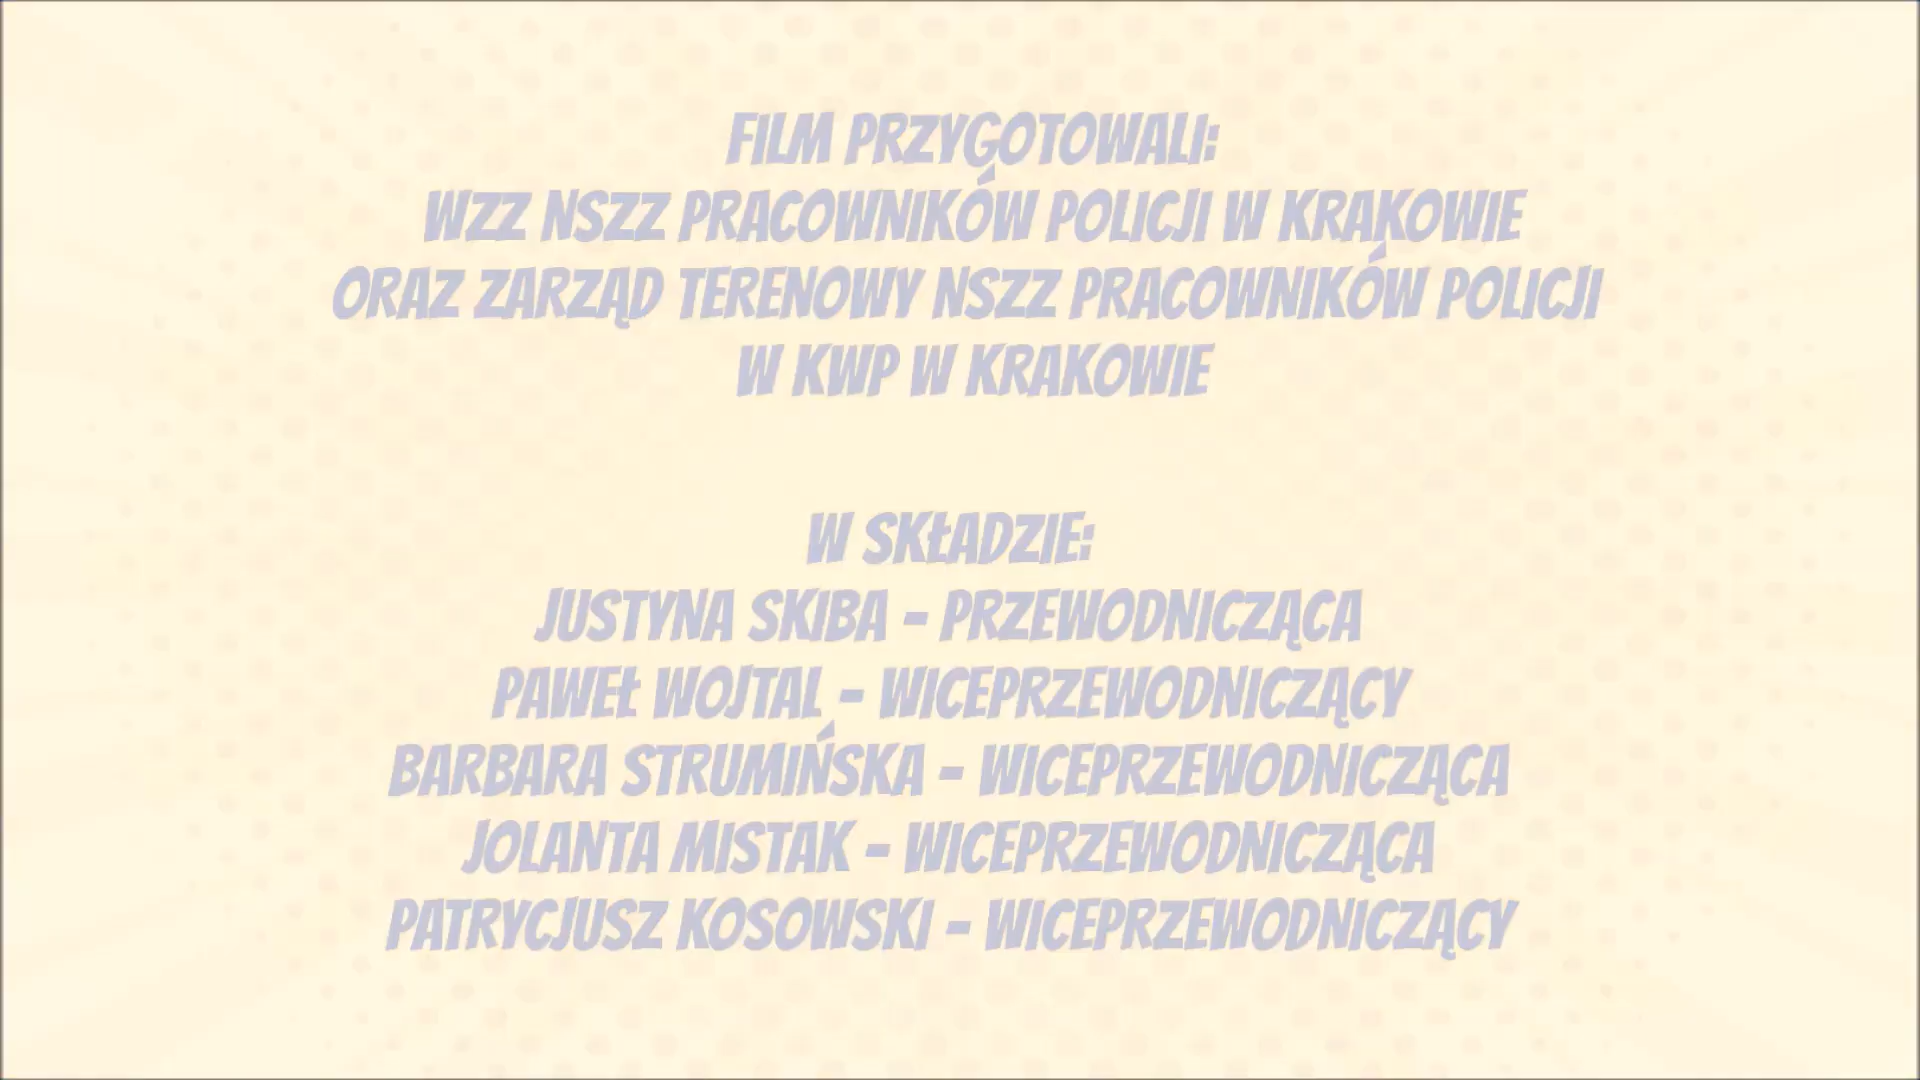 FILM PRZYGOTOWALI:
WZZ NSZZ PRACOWNIKÓW POLICJI W KRAKOWIE
ORAZ ZARZĄD TERENOWY NSZZ PRACOWNIKÓW POLICJI
W KWP W KRAKOWIE
W SKŁADZIE:
JUSTYNA SKIBA - PRZEWODNICZĄCA
PAWEŁ WOJTAL - WICEPRZEWODNICZĄCY
BARBARA STRUMIŃSKA - WICEPRZEWODNICZĄCA
JOLANTA MISTAK - WICEPRZEWODNICZĄCA
PATRYCJUSZ KOSOWSKI - WICEPRZEWODNICZĄCY